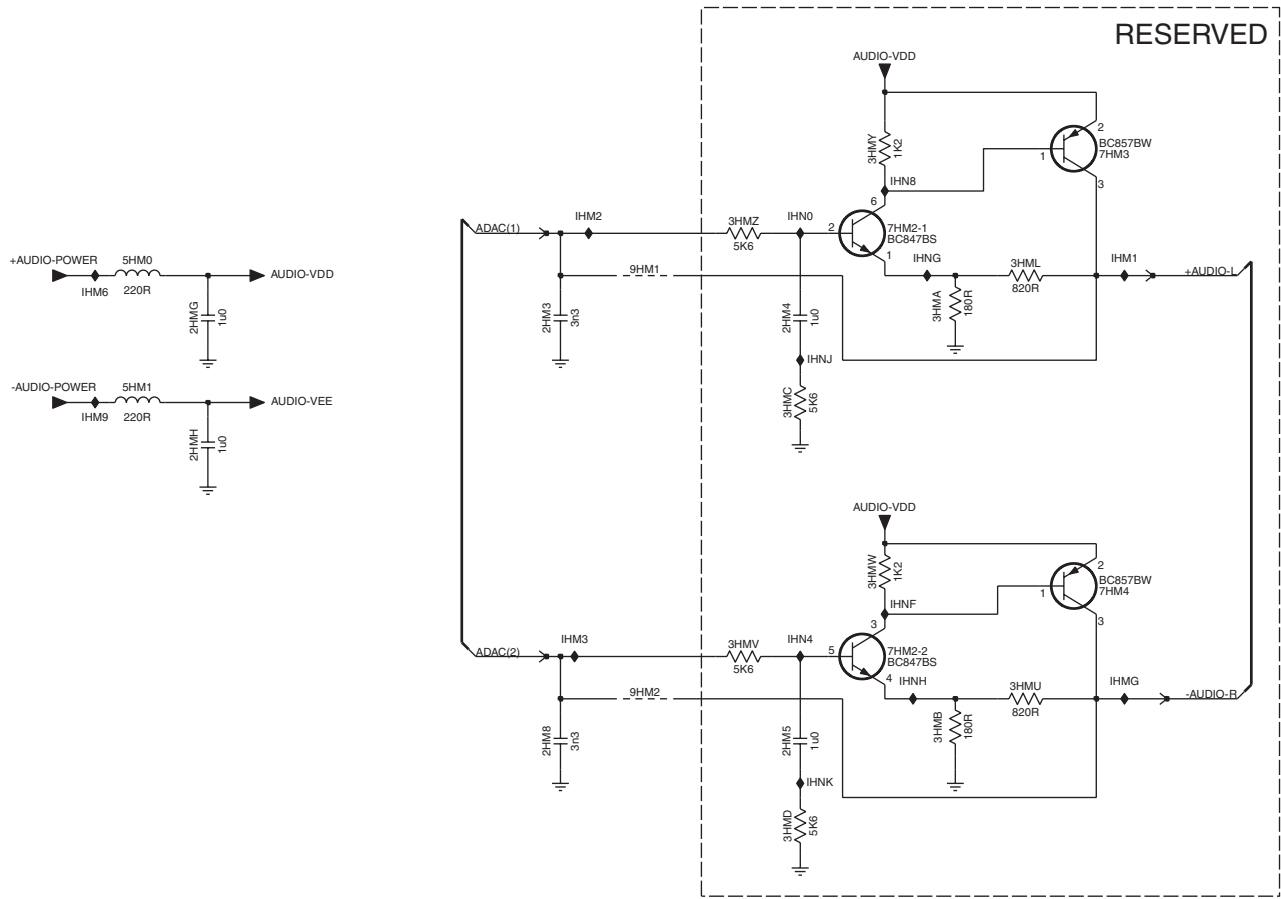 RESERVED
AUDIO-VDD
3HMY
1K2
2
1
BC857BW
7HM3
3
IHN8
6
ADAC(1)
IHM2
3HMZ
5K6
IHN0
2
7HM2-1
BC847BS
1
+AUDIO-POWER
5HM0
IHM6
220R
AUDIO-VDD
2HMG
1u0
9HM1
IHNG
3HML
820R
IHM1
+AUDIO-L
2HM3
3n3
2HM4
1u0
3HMA
180R
IHNJ
3HMC
5K6
-AUDIO-POWER
5HM1
IHM9
220R
AUDIO-VEE
2HMH
1u0
AUDIO-VDD
3HMW
1K2
2
1
BC857BW
7HM4
3
IHNF
3
ADAC(2)
IHM3
3HMV
5K6
IHN4
5
7HM2-2
BC847BS
4
9HM2
IHNH
3HMU
820R
IHMG
-AUDIO-R
2HM8
3n3
2HM5
1u0
3HMB
180R
IHNK
3HMD
5K6